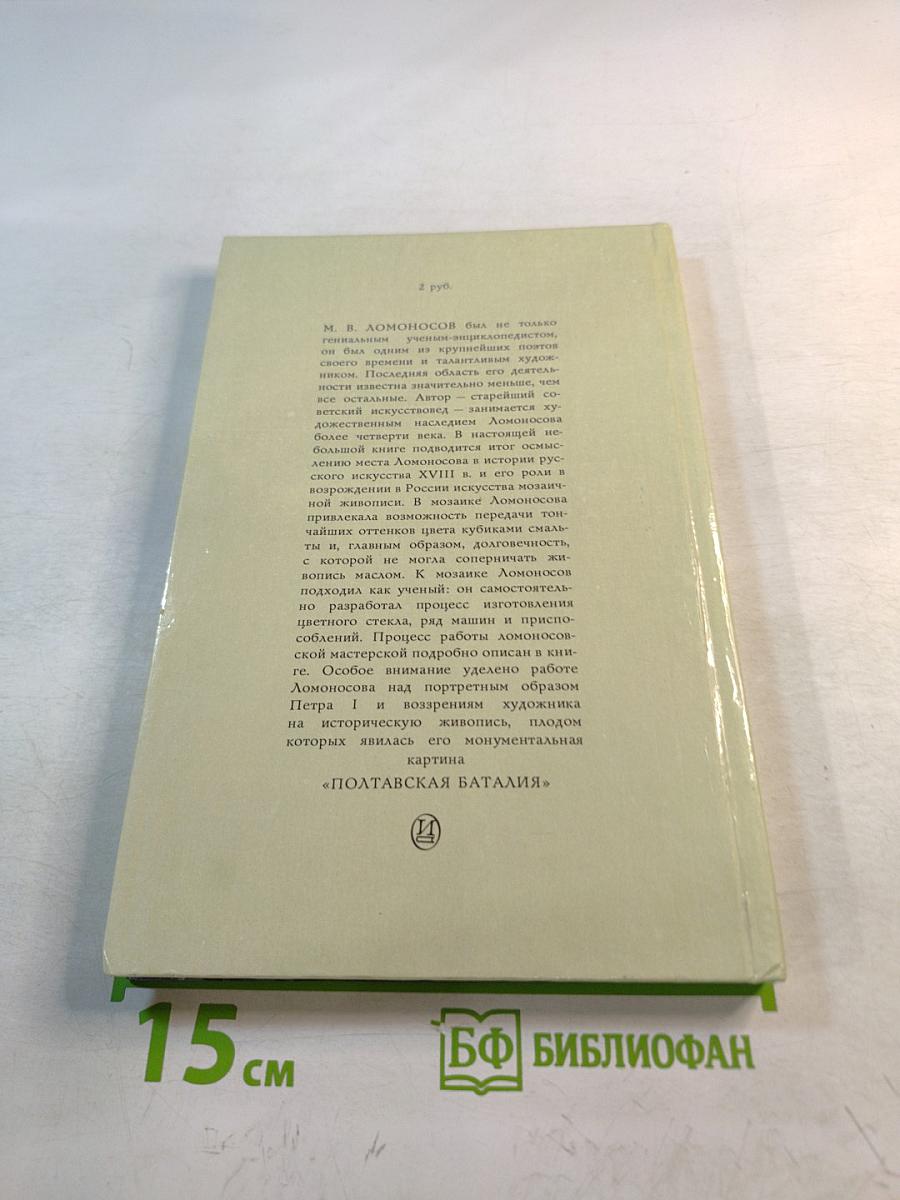 2 руб.
М. В. ЛОМОНОСОВ был не только
гениальным ученым-энциклопедистом,
он был одним из крупнейших поэтов
своего времени и талантливым худож-
ником. Последняя область его деятель-
ности известна значительно меньше, чем
все остальные. Автор — старейший со-
ветский искусствовед — занимается ху-
дожественным наследием Ломоносова
более четверти века. В настоящей не-
большой книге подводится итог осмыс-
лению места Ломоносова в истории рус-
ского искусства XVIII в. и его роли в
возрождении в России искусства мозаич-
ной живописи. В мозаике Ломоносова
привлекала возможность передачи тон-
чайших оттенков цвета кубиками смаль-
ты и, главным образом, долговечность,
с которой не могла соперничать жи-
вопись маслом. К мозаике Ломоносов
подходил как ученый: он самостоятель-
но разработал процесс изготовления
цветного стекла, ряд машин и приспо-
соблений. Процесс работы ломоносов-
ской мастерской подробно описан в кни-
ге. Особое внимание уделено работе
Ломоносова над портретным образом
Петра I и воззрениям художника
на историческую живопись, плодом
которых явилась его монументальная
картина
«ПОЛТАВСКАЯ БАТАЛИЯ»
И
15 см
БФ БИБЛИОФАН